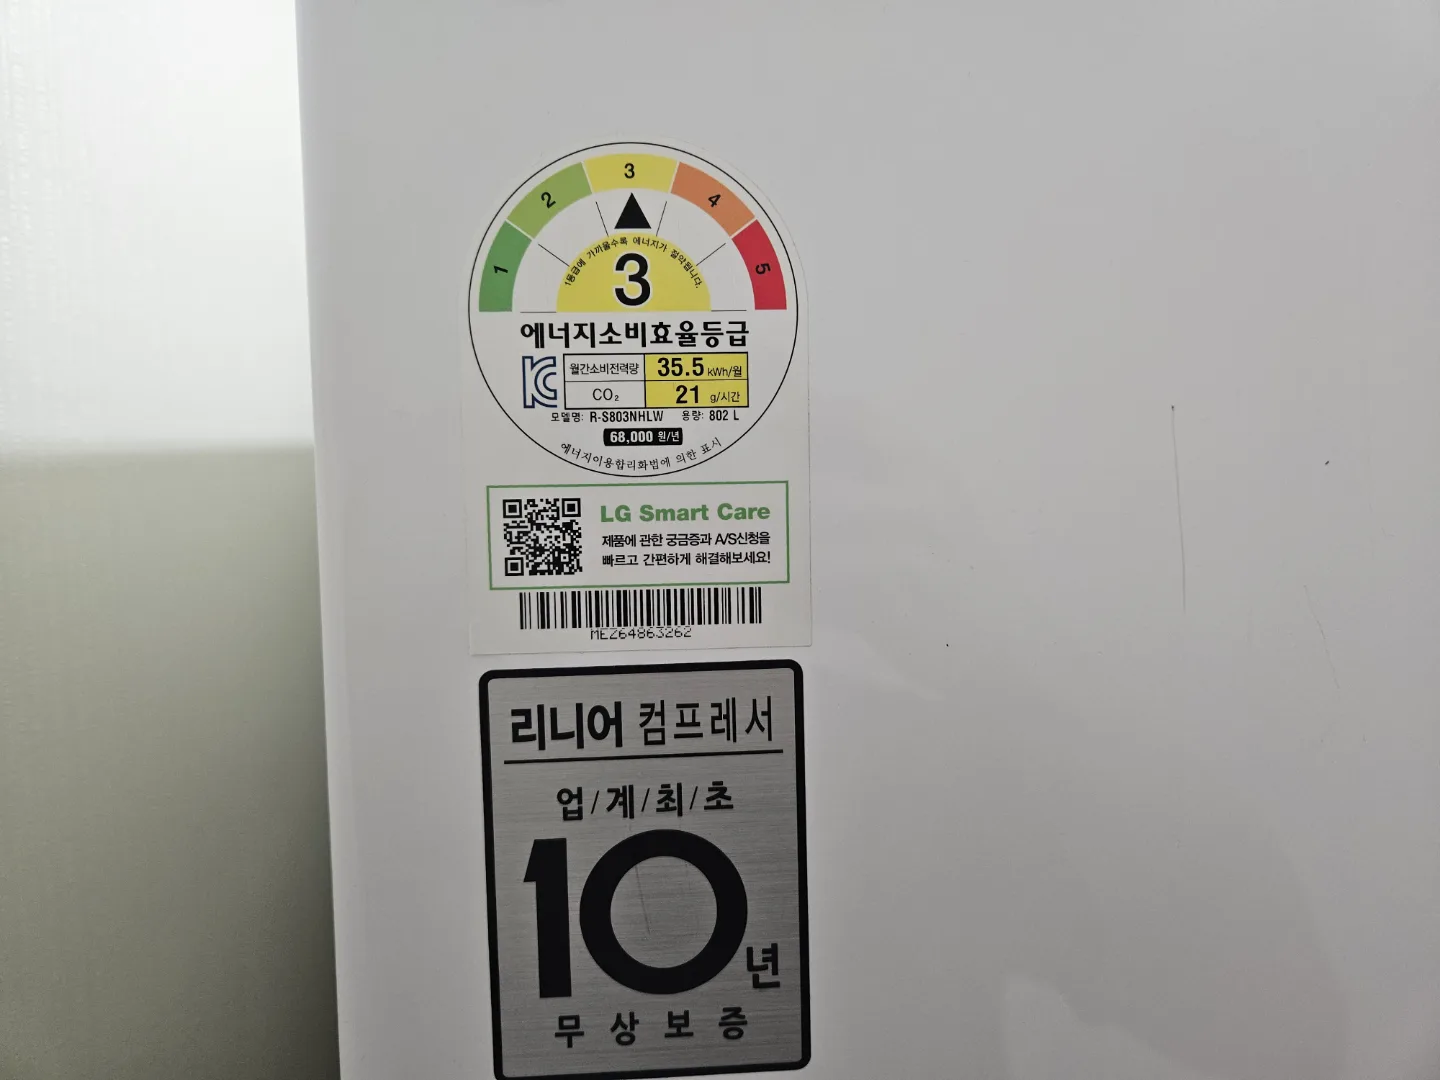 1 2 3 4 5
1등급에 가까울수록 에너지가 절약됩니다.
3
에너지소비효율등급
월간소비전력량 35.5 kWh/월
CO₂ 21 g/시간
모델명: R-S803NHLW 용량: 802 L
68,000 원/년
에너지이용합리화법에 의한 표시
LG Smart Care
제품에 관한 궁금증과 A/S신청을
빠르고 간편하게 해결해보세요!
MEZ64863262
리니어 컴프레서
업/계/최/초
10년
무상보증